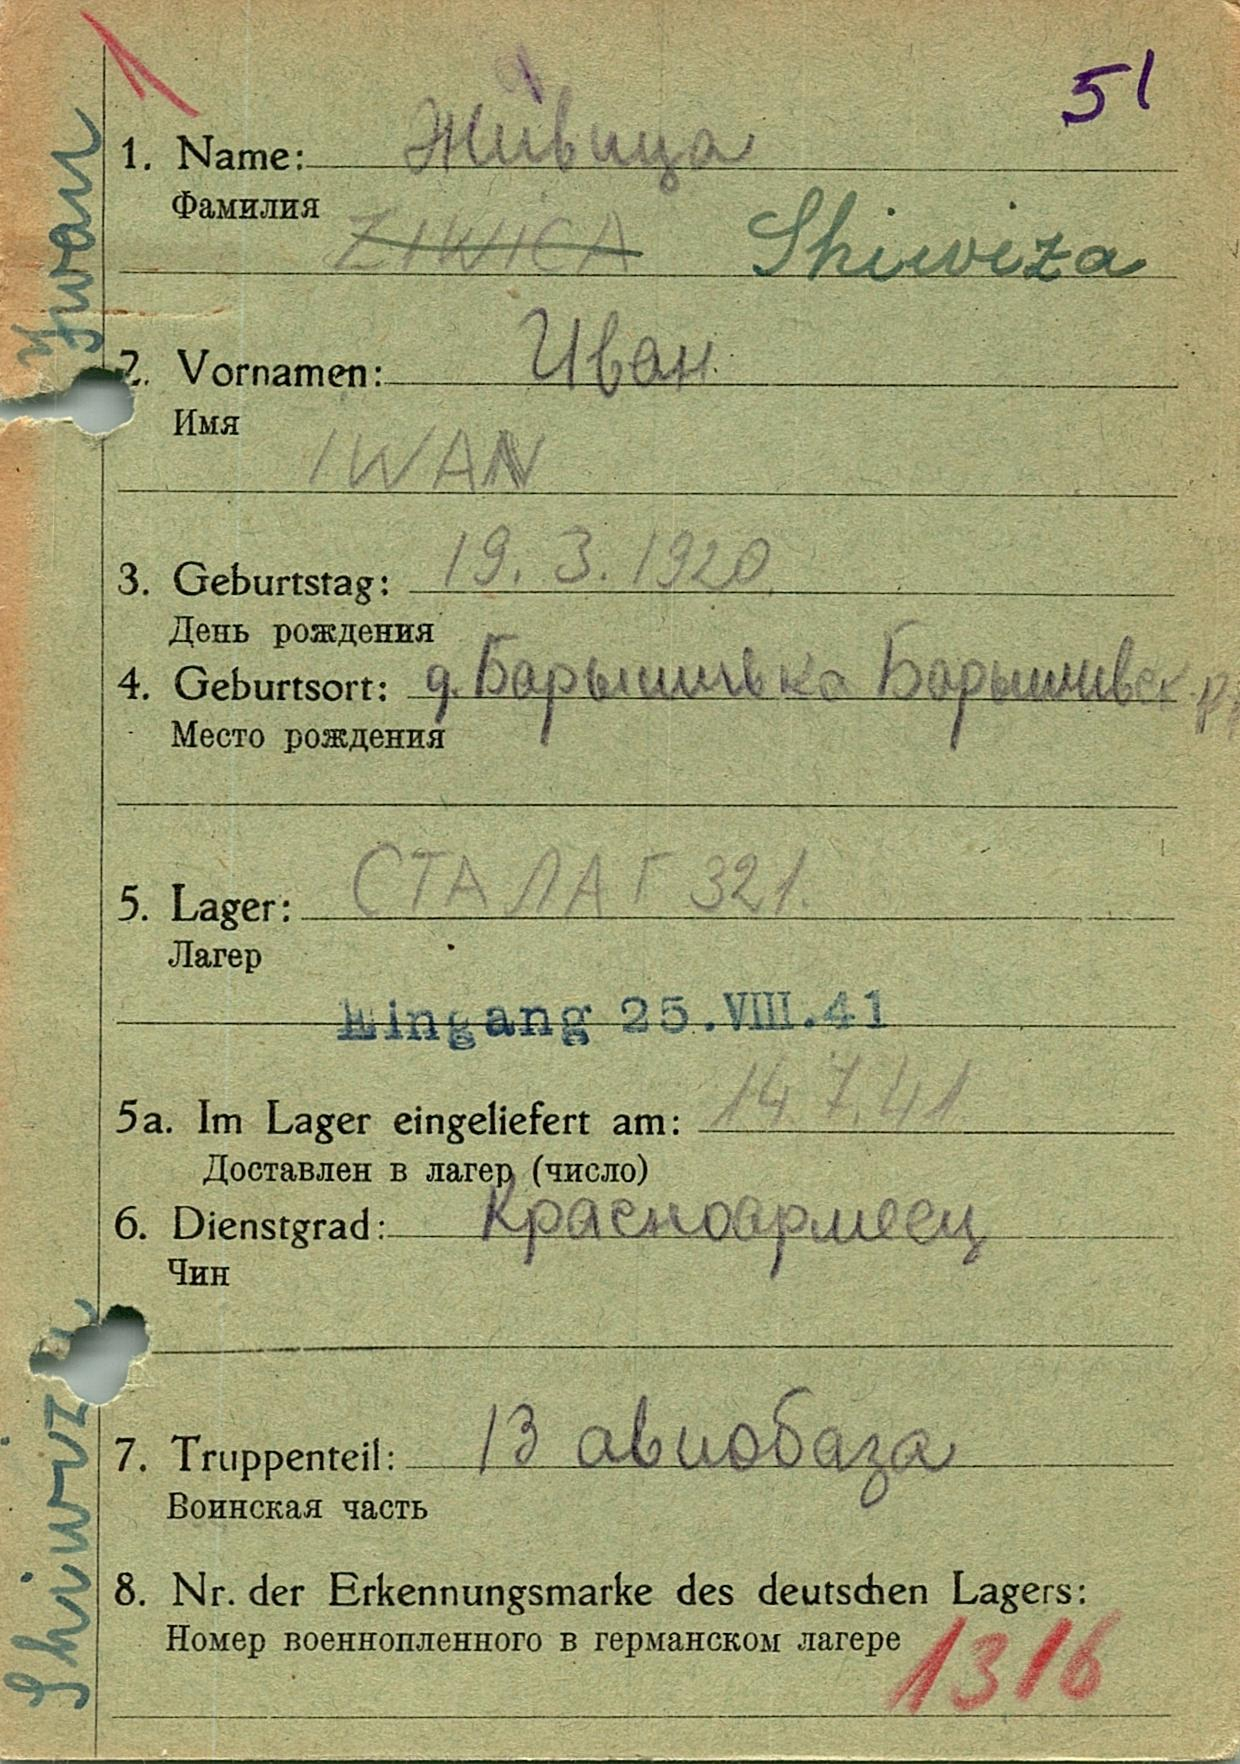 51
1. Name: Живица
Фамилия
ZIWICA Shiwiza
2. Vornamen: Иван
Имя
IWAN
3. Geburtstag: 19. 3. 1920
День рождения
4. Geburtsort: д. Барышивка Барышивск. р.
Место рождения
5. Lager: СТАЛАГ 321.
Лагер
Eingang 25.VIII.41
5a. Im Lager eingeliefert am: 14.7.41
Доставлен в лагер (число)
6. Dienstgrad: Красноармеец
Чин
7. Truppenteil: 13 авиобаза
Воинская часть
8. Nr. der Erkennungsmarke des deutschen Lagers:
Номер военнопленного в германском лагере 1316
Shiwiza Iwan